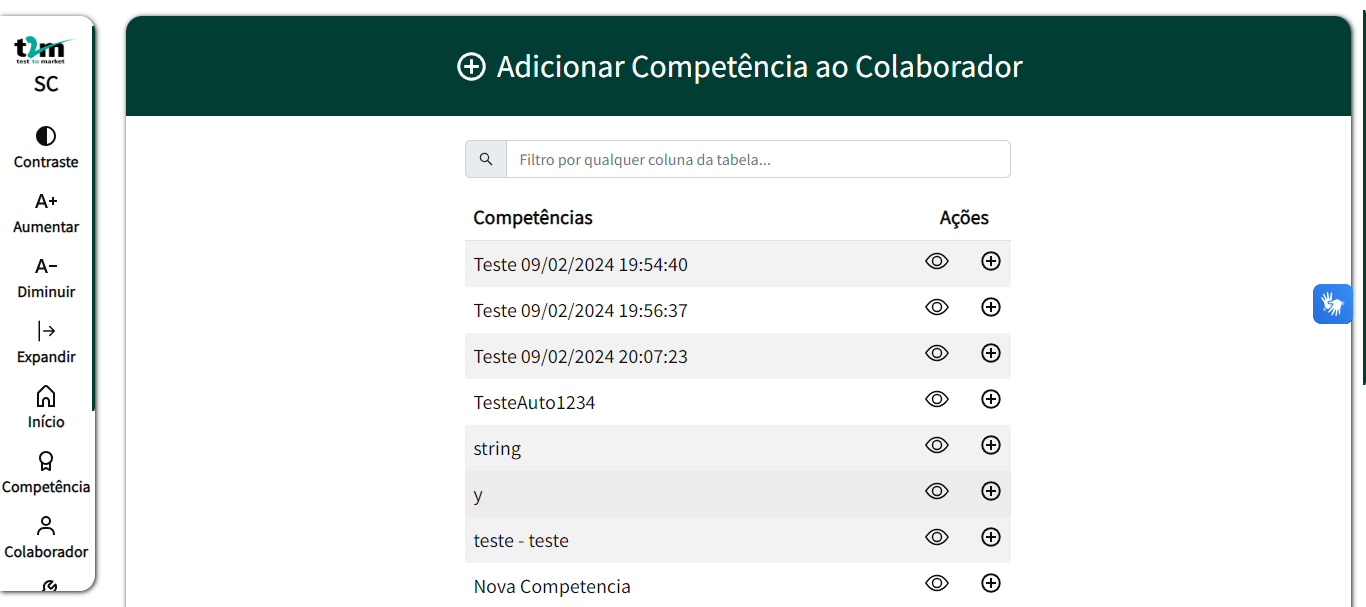 t2m
test to market
SC
Contraste
A+
Aumentar
A−
Diminuir
Expandir
Início
Competência
Colaborador
Adicionar Competência ao Colaborador
Filtro por qualquer coluna da tabela...
Competências Ações
Teste 09/02/2024 19:54:40
Teste 09/02/2024 19:56:37
Teste 09/02/2024 20:07:23
TesteAuto1234
string
y
teste - teste
Nova Competencia